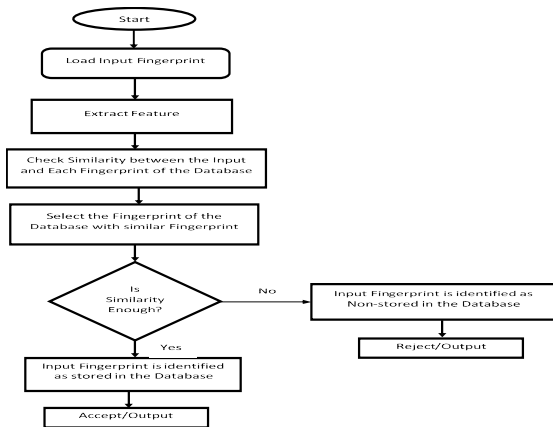 Start
Load Input Fingerprint
Extract Feature
Check Similarity between the Input
and Each Fingerprint of the Database
Select the Fingerprint of the
Database with similar Fingerprint
Is
Similarity
Enough?
No
Input Fingerprint is identified as
Non-stored in the Database
Reject/Output
Yes
Input Fingerprint is identified
as stored in the Database
Accept/Output